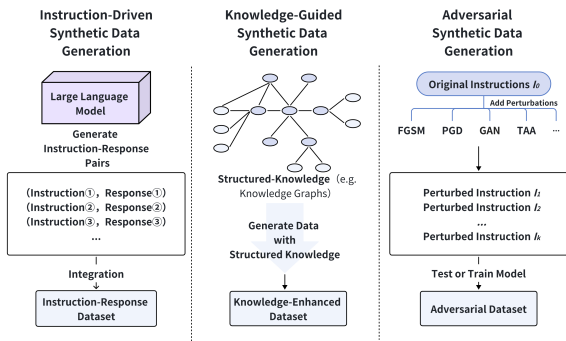 Instruction-Driven
Synthetic Data
Generation
Large Language
Model
Generate
Instruction-Response
Pairs
(Instruction①, Response①)
(Instruction②, Response②)
(Instruction③, Response③)
...
Integration
Instruction-Response
Dataset
Knowledge-Guided
Synthetic Data
Generation
Structured-Knowledge (e.g.
Knowledge Graphs)
Generate Data
with
Structured Knowledge
Knowledge-Enhanced
Dataset
Adversarial
Synthetic Data
Generation
Original Instructions I₀
Add Perturbations
FGSM PGD GAN TAA ...
Perturbed Instruction I₁
Perturbed Instruction I₂
...
Perturbed Instruction Iₖ
Test or Train Model
Adversarial Dataset